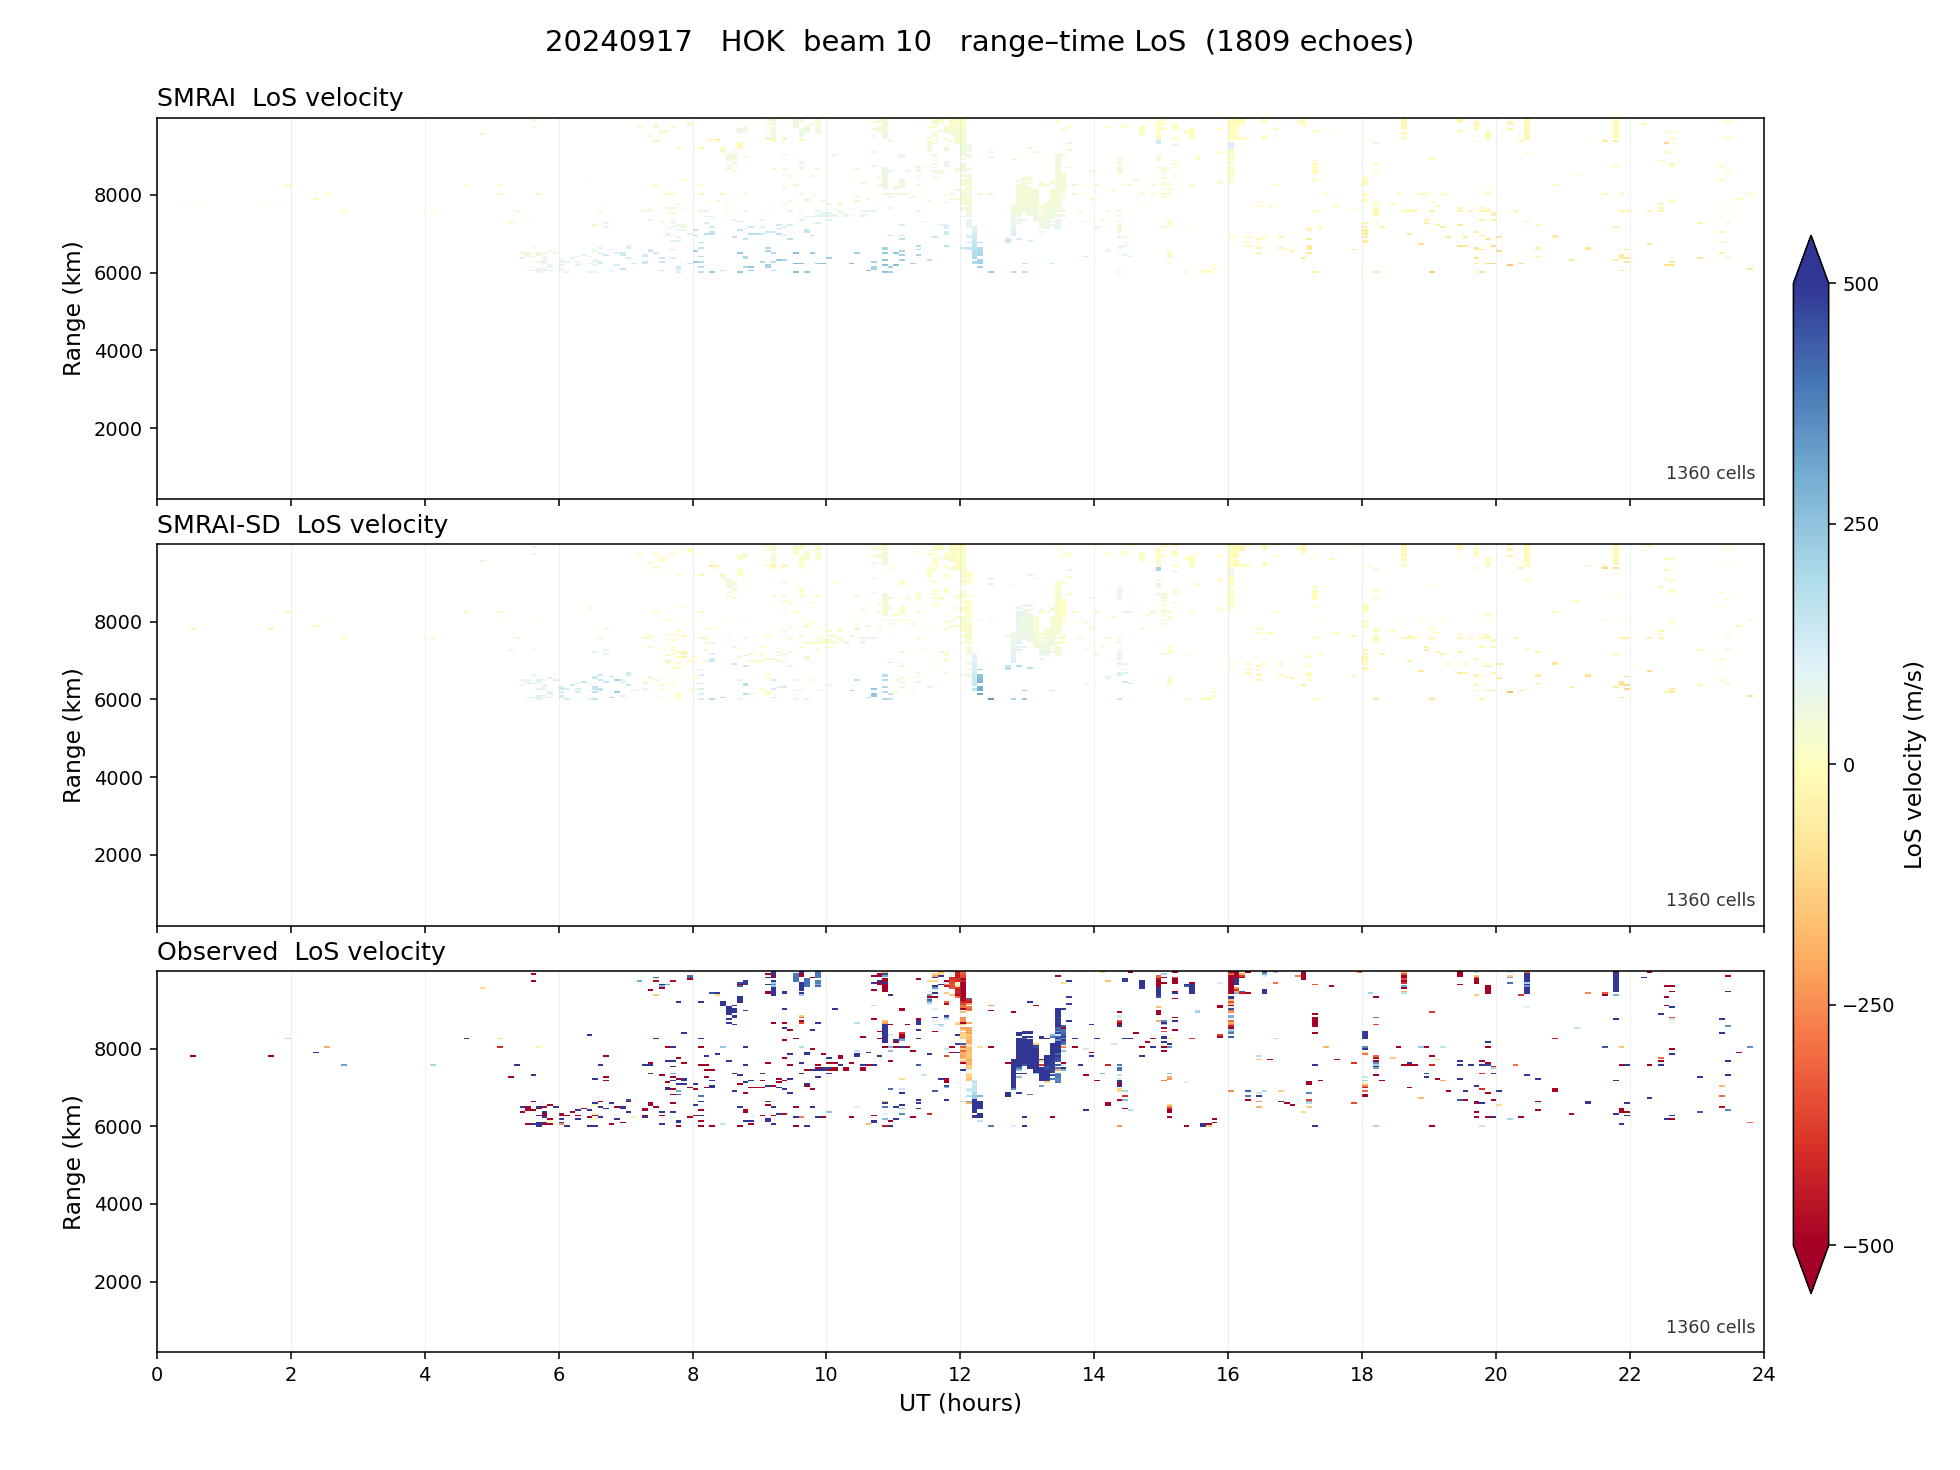 20240917   HOK  beam 10   range–time LoS  (1809 echoes)
SMRAI  LoS velocity
8000
6000
4000
2000
Range (km)
1360 cells
SMRAI-SD  LoS velocity
8000
6000
4000
2000
Range (km)
1360 cells
Observed  LoS velocity
8000
6000
4000
2000
Range (km)
1360 cells
0 2 4 6 8 10 12 14 16 18 20 22 24
UT (hours)
500
250
0
−250
−500
LoS velocity (m/s)